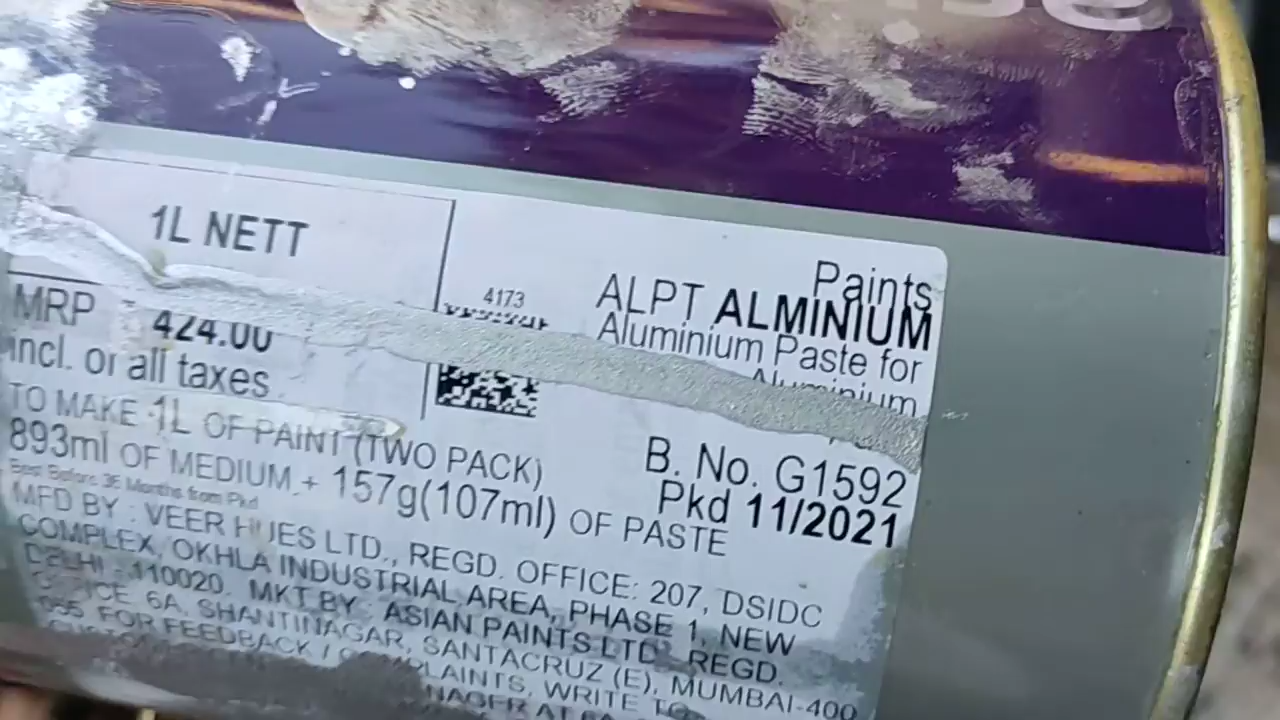 1L NETT
MRP 424.00
incl. of all taxes
4173
Paints
ALPT ALMINIUM
Aluminium Paste for
Aluminium
TO MAKE 1L OF PAINT (TWO PACK)
893ml OF MEDIUM + 157g(107ml) OF PASTE
B. No. G1592
Pkd 11/2021
Best Before 36 Months from Pkd
MFD BY : VEER HUES LTD., REGD. OFFICE: 207, DSIDC
COMPLEX, OKHLA INDUSTRIAL AREA, PHASE 1, NEW
DELHI - 110020. MKT BY : ASIAN PAINTS LTD. REGD.
OFFICE. 6A, SHANTINAGAR, SANTACRUZ (E), MUMBAI-400
055. FOR FEEDBACK / COMPLAINTS, WRITE TO